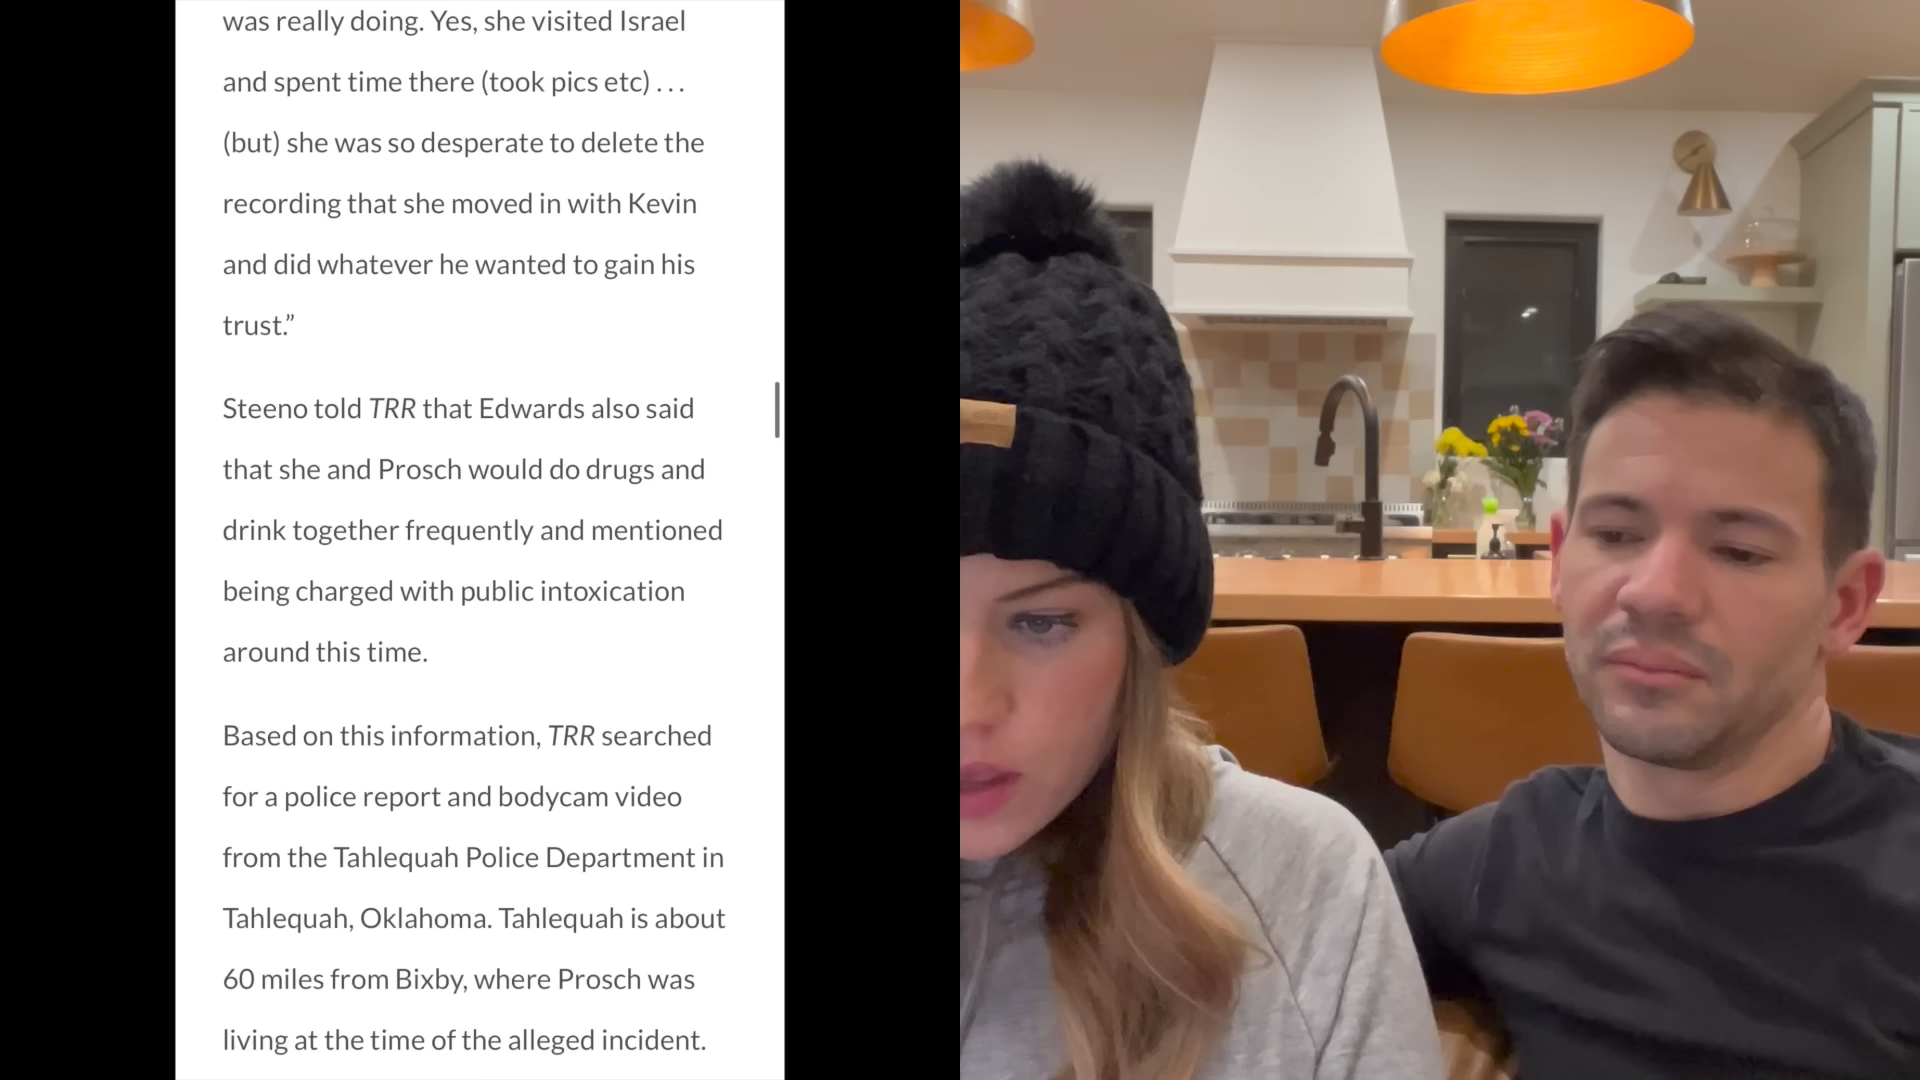 was really doing. Yes, she visited Israel
and spent time there (took pics etc) . . .
(but) she was so desperate to delete the
recording that she moved in with Kevin
and did whatever he wanted to gain his
trust.”
Steeno told TRR that Edwards also said
that she and Prosch would do drugs and
drink together frequently and mentioned
being charged with public intoxication
around this time.
Based on this information, TRR searched
for a police report and bodycam video
from the Tahlequah Police Department in
Tahlequah, Oklahoma. Tahlequah is about
60 miles from Bixby, where Prosch was
living at the time of the alleged incident.